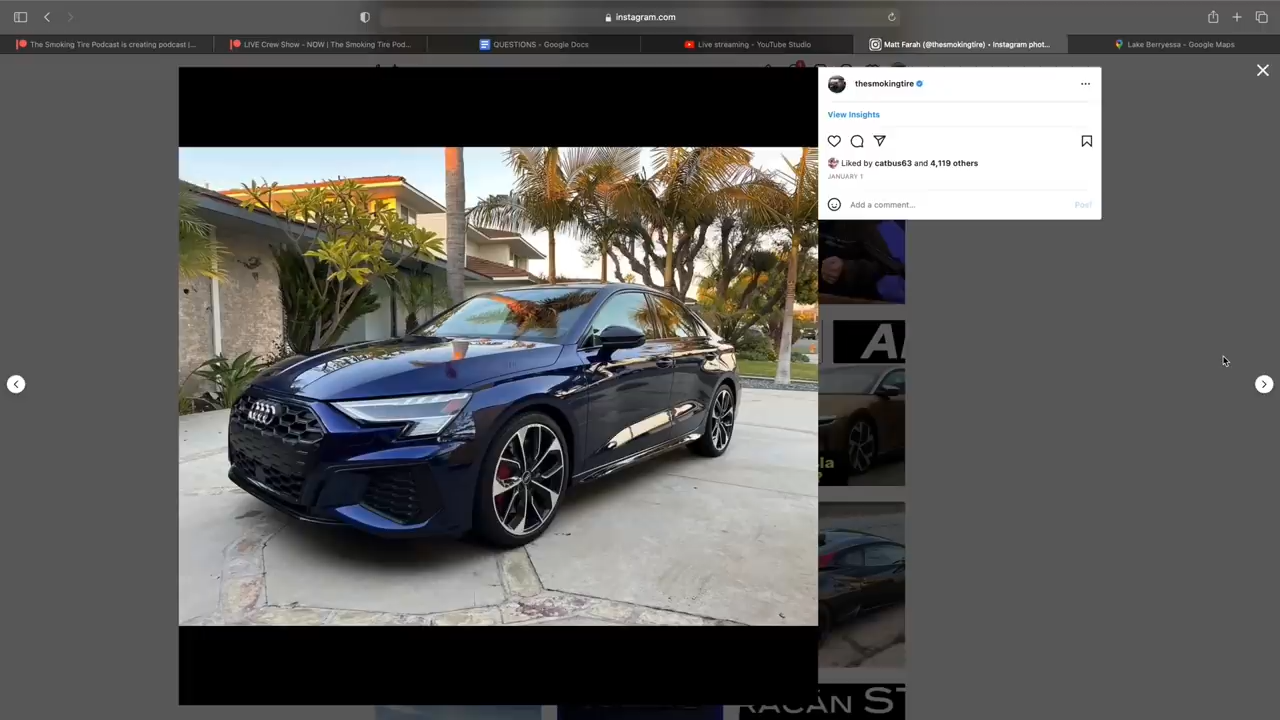 instagram.com
The Smoking Tire Podcast is creating podcast i...
LIVE Crew Show - NOW | The Smoking Tire Pod...
QUESTIONS - Google Docs
Live streaming - YouTube Studio
Matt Farah (@thesmokingtire) • Instagram phot...
Lake Berryessa - Google Maps
thesmokingtire
View Insights
Liked by catbus63 and 4,119 others
JANUARY 1
Add a comment...
Post